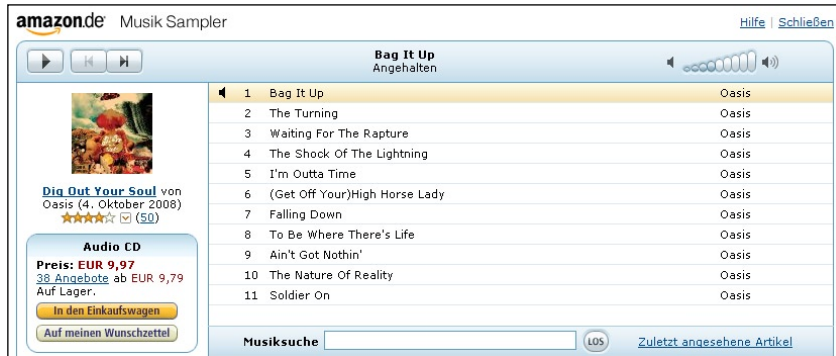 amazon.de Musik Sampler
Hilfe | Schließen
Bag It Up
Angehalten
1 Bag It Up Oasis
2 The Turning Oasis
3 Waiting For The Rapture Oasis
4 The Shock Of The Lightning Oasis
5 I'm Outta Time Oasis
6 (Get Off Your)High Horse Lady Oasis
7 Falling Down Oasis
8 To Be Where There's Life Oasis
9 Ain't Got Nothin' Oasis
10 The Nature Of Reality Oasis
11 Soldier On Oasis
Dig Out Your Soul von
Oasis (4. Oktober 2008)
(50)
Audio CD
Preis: EUR 9,97
38 Angebote ab EUR 9,79
Auf Lager.
In den Einkaufswagen
Auf meinen Wunschzettel
Musiksuche LOS Zuletzt angesehene Artikel